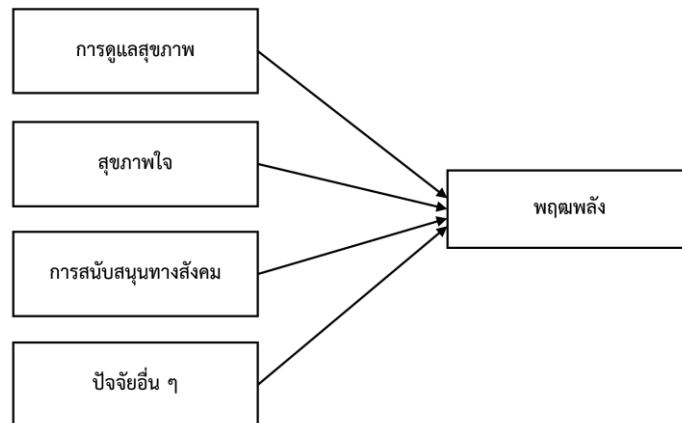 การดูแลสุขภาพ
สุขภาพใจ
พฤฒพลัง
การสนับสนุนทางสังคม
ปัจจัยอื่น ๆ